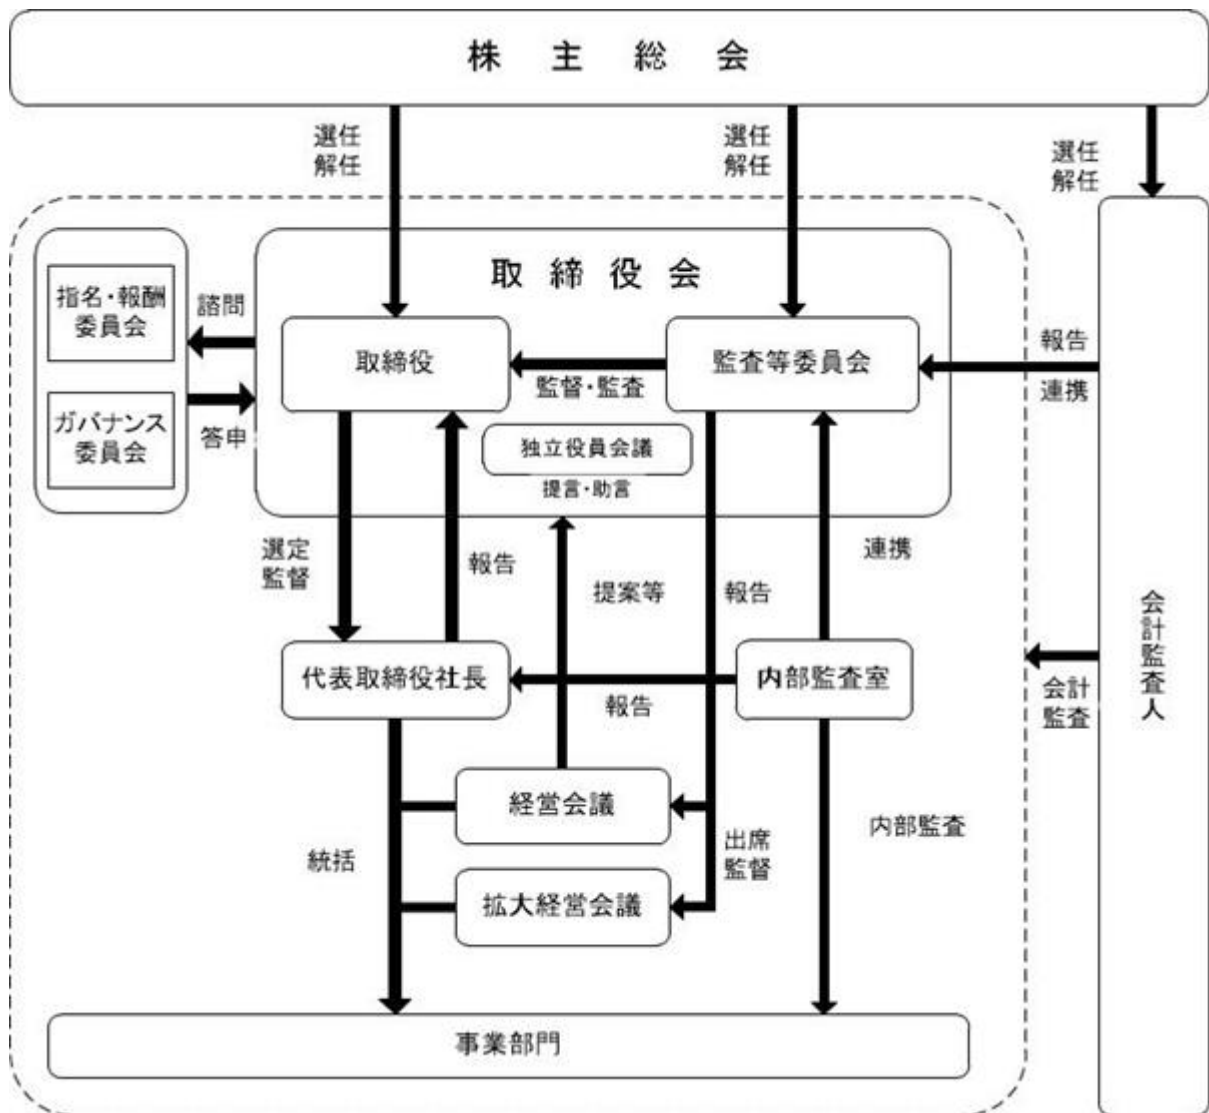 株主総会
選任
解任
選任
解任
選任
解任
取締役会
指名・報酬
委員会
諮問
取締役
監査等委員会
報告
連携
監督・監査
ガバナンス
委員会
答申
独立役員会議
提言・助言
選定
監督
報告
提案等
報告
連携
会計監査人
代表取締役社長
内部監査室
報告
会計
監査
経営会議
内部監査
出席
監督
統括
拡大経営会議
事業部門